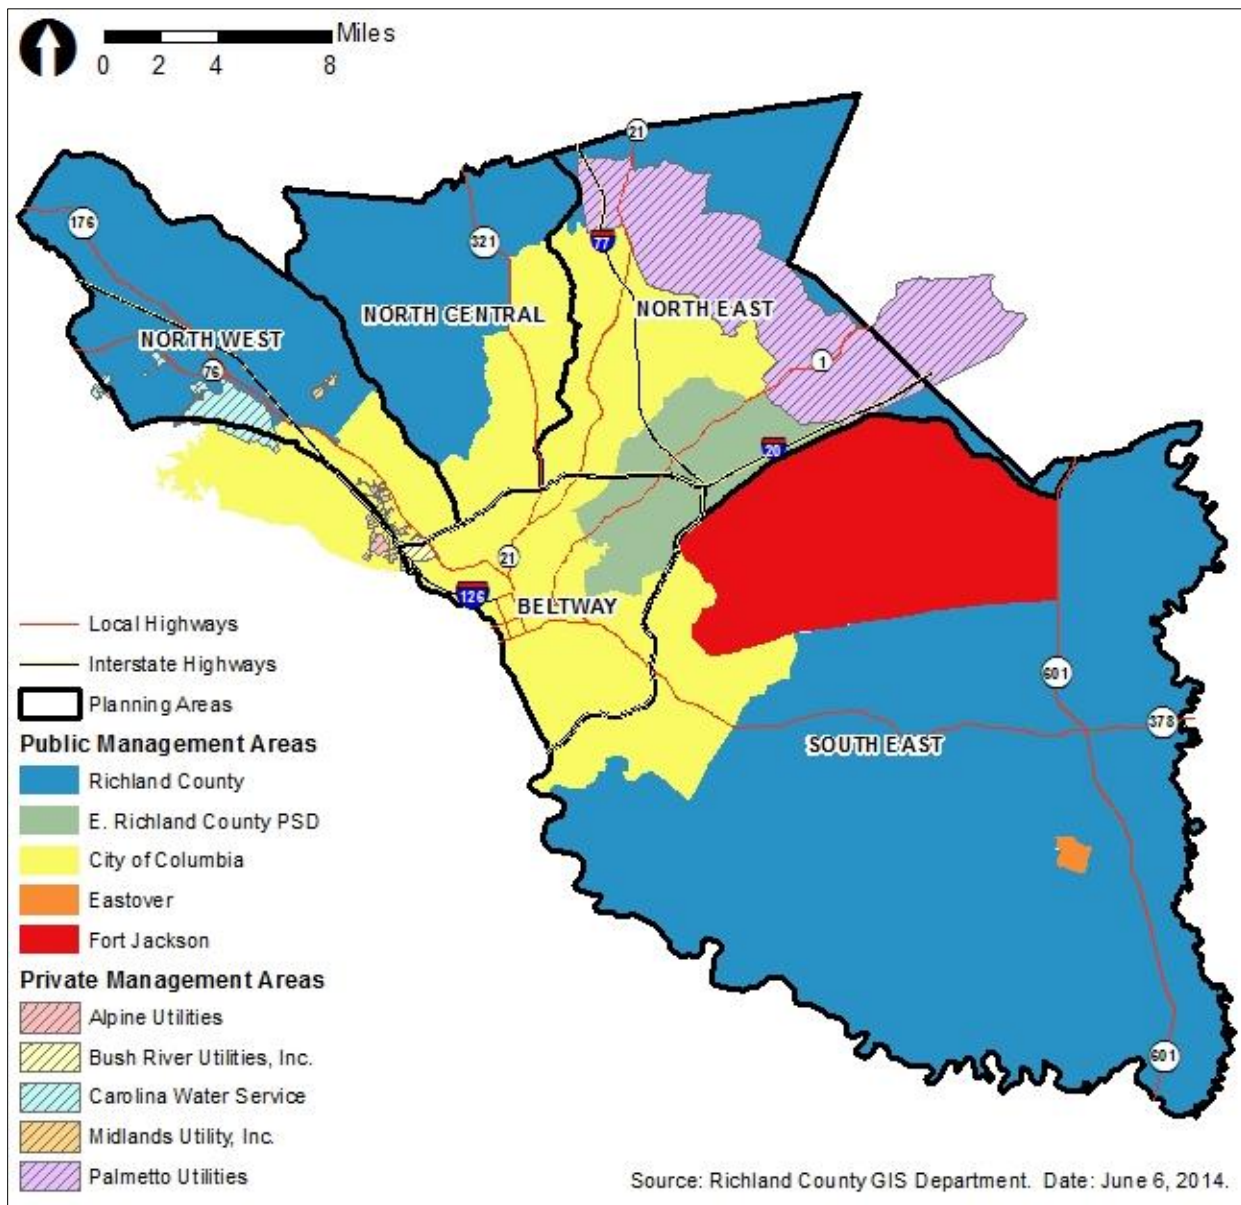 Miles
0 2 4 8
21
176
321
77
NORTH CENTRAL
NORTH EAST
NORTH WEST
76
1
20
21
126
BELTWAY
Local Highways
Interstate Highways
Planning Areas
601
378
SOUTH EAST
Public Management Areas
Richland County
E. Richland County PSD
City of Columbia
Eastover
Fort Jackson
Private Management Areas
Alpine Utilities
Bush River Utilities, Inc.
Carolina Water Service
601
Midlands Utility, Inc.
Palmetto Utilities
Source: Richland County GIS Department. Date: June 6, 2014.